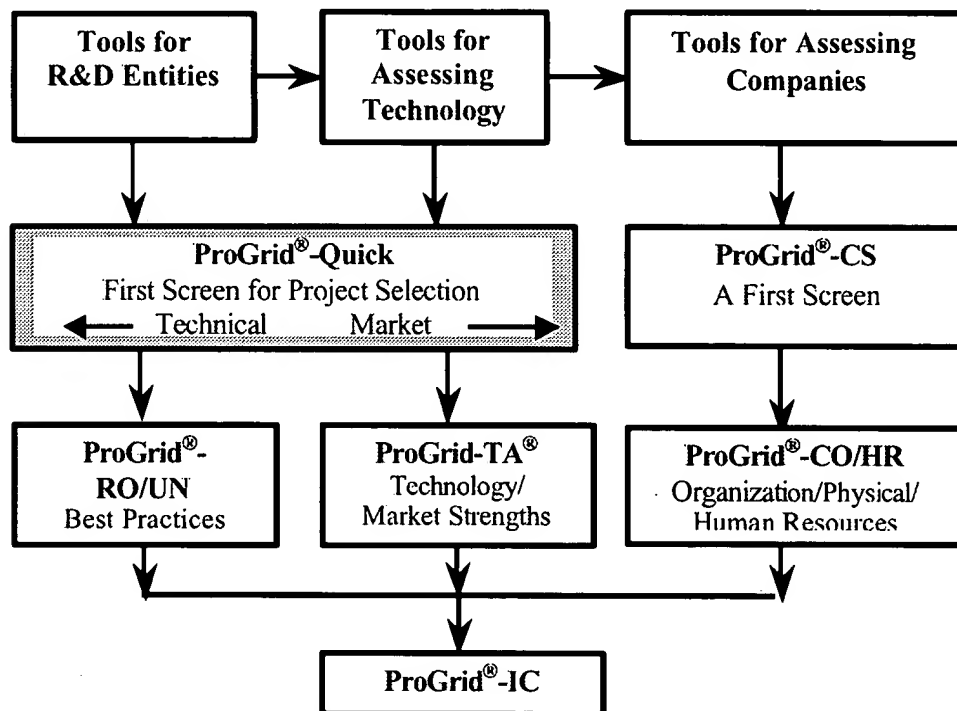 Tools for
R&D Entities
Tools for
Assessing
Technology
Tools for Assessing
Companies
ProGrid®-Quick
First Screen for Project Selection
Technical Market
ProGrid®-CS
A First Screen
ProGrid®-
RO/UN
Best Practices
ProGrid-TA®
Technology/
Market Strengths
ProGrid®-CO/HR
Organization/Physical/
Human Resources
ProGrid®-IC